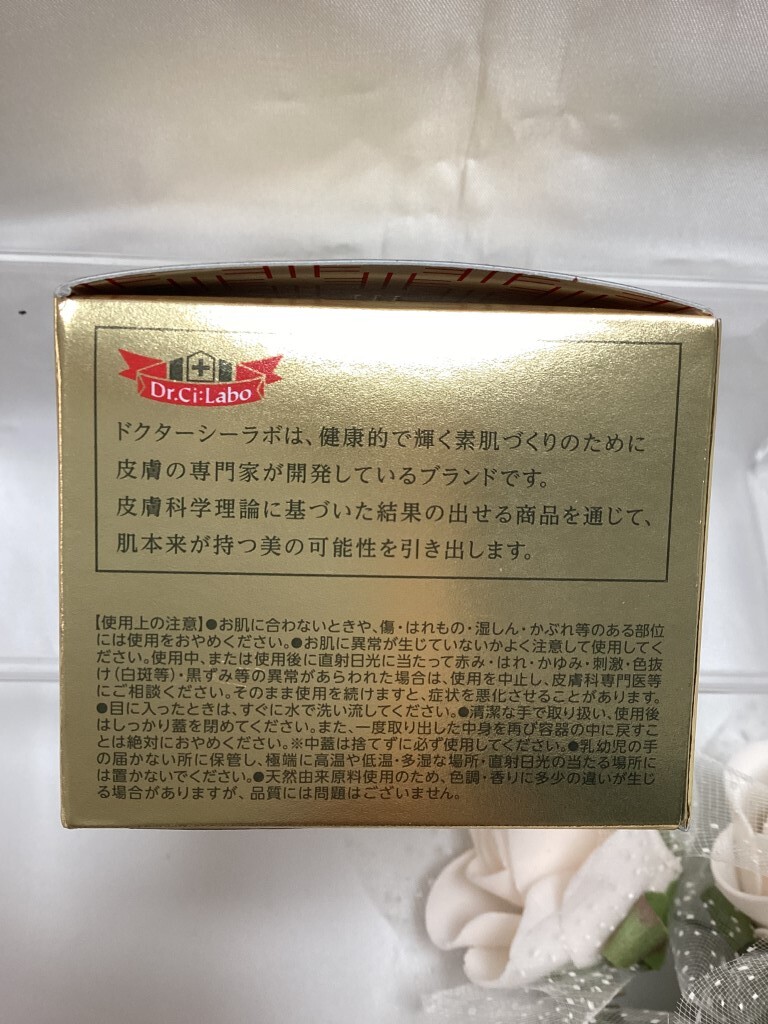 Dr.Ci:Labo
ドクターシーラボは、健康的で輝く素肌づくりのために
皮膚の専門家が開発しているブランドです。
皮膚科学理論に基づいた結果の出せる商品を通じて、
肌本来が持つ美の可能性を引き出します。
【使用上の注意】●お肌に合わないときや、傷・はれもの・湿しん・かぶれ等のある部位
には使用をおやめください。●お肌に異常が生じていないかよく注意して使用してく
ださい。使用中、または使用後に直射日光に当たって赤み・はれ・かゆみ・刺激・色抜
け(白斑等)・黒ずみ等の異常があらわれた場合は、使用を中止し、皮膚科専門医等
にご相談ください。そのまま使用を続けますと、症状を悪化させることがあります。
●目に入ったときは、すぐに水で洗い流してください。●清潔な手で取り扱い、使用後
はしっかり蓋を閉めてください。また、一度取り出した中身を再び容器の中に戻すこ
とは絶対におやめください。※中蓋は捨てずに必ず使用してください。●乳幼児の手
の届かない所に保管し、極端に高温や低温・多湿な場所・直射日光の当たる場所に
は置かないでください。●天然由来原料使用のため、色調・香りに多少の違いが生じ
る場合がありますが、品質には問題はございません。